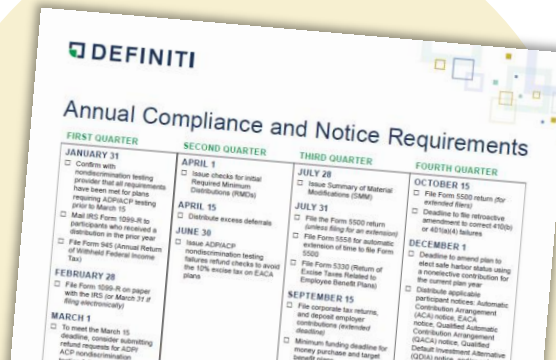 DEFINITI
Annual Compliance and Notice Requirements
FIRST QUARTER
JANUARY 31
☐ Confirm with
nondiscrimination testing
provider that all requirements
have been met for plans
requiring ADP/ACP testing
prior to March 15
☐ Mail IRS Form 1099-R to
participants who received a
distribution in the prior year
☐ File Form 945 (Annual Return
of Withheld Federal Income
Tax)
FEBRUARY 28
☐ File Form 1099-R on paper
with the IRS (or March 31 if
filing electronically)
MARCH 1
☐ To meet the March 15
deadline, consider submitting
refund requests for ADP/
ACP nondiscrimination
SECOND QUARTER
APRIL 1
☐ Issue checks for initial
Required Minimum
Distributions (RMDs)
APRIL 15
☐ Distribute excess deferrals
JUNE 30
☐ Issue ADP/ACP
nondiscrimination testing
failures refund checks to avoid
the 10% excise tax on EACA
plans
THIRD QUARTER
JULY 28
☐ Issue Summary of Material
Modifications (SMM)
JULY 31
☐ File the Form 5500 return
(unless filing for an extension)
☐ File Form 5558 for automatic
extension of time to file Form
5500
☐ File Form 5330 (Return of
Excise Taxes Related to
Employee Benefit Plans)
SEPTEMBER 15
☐ File corporate tax returns,
and deposit employer
contributions (extended
deadline)
☐ Minimum funding deadline for
money purchase and target
benefit plans
FOURTH QUARTER
OCTOBER 15
☐ File Form 5500 return (for
extended filers)
☐ Deadline to file retroactive
amendment to correct 410(b)
or 401(a)(4) failures
DECEMBER 1
☐ Deadline to amend plan to
elect safe harbor status using
a nonelective contribution for
the current plan year
☐ Distribute applicable
participant notices: Automatic
Contribution Arrangement
(ACA) notice, EACA
notice, Qualified Automatic
Contribution Arrangement
(QACA) notice, Qualified
Default Investment Alternative
(QDIA) notice, and